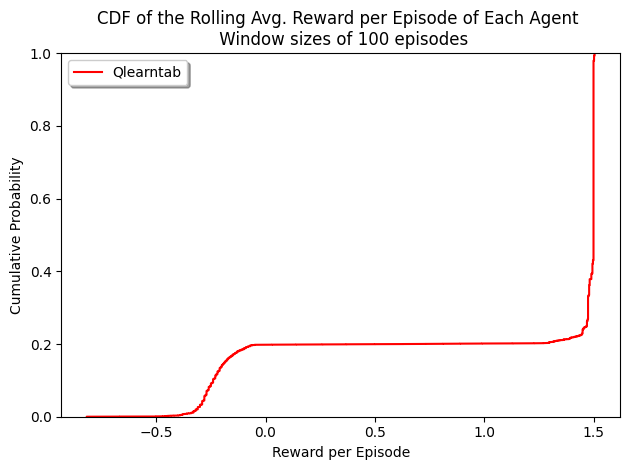 CDF of the Rolling Avg. Reward per Episode of Each Agent
Window sizes of 100 episodes
Qlearntab
1.0
0.8
0.6
0.4
0.2
0.0
Cumulative Probability
−0.5
0.0
0.5
1.0
1.5
Reward per Episode